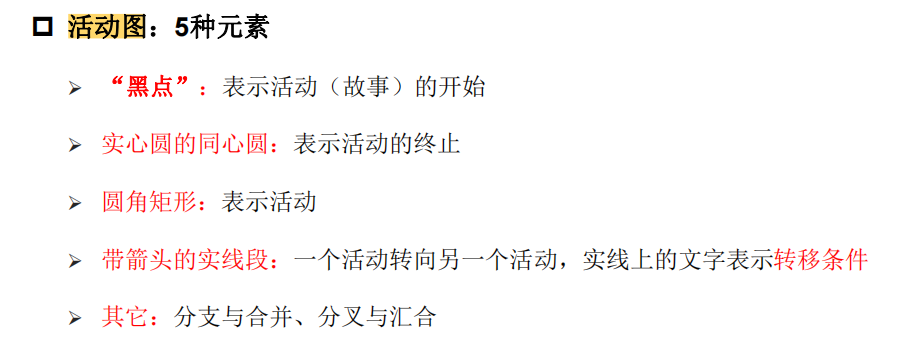 活动图：5种元素
“黑点”：表示活动（故事）的开始
实心圆的同心圆：表示活动的终止
圆角矩形：表示活动
带箭头的实线段：一个活动转向另一个活动，实线上的文字表示转移条件
其它：分支与合并、分叉与汇合